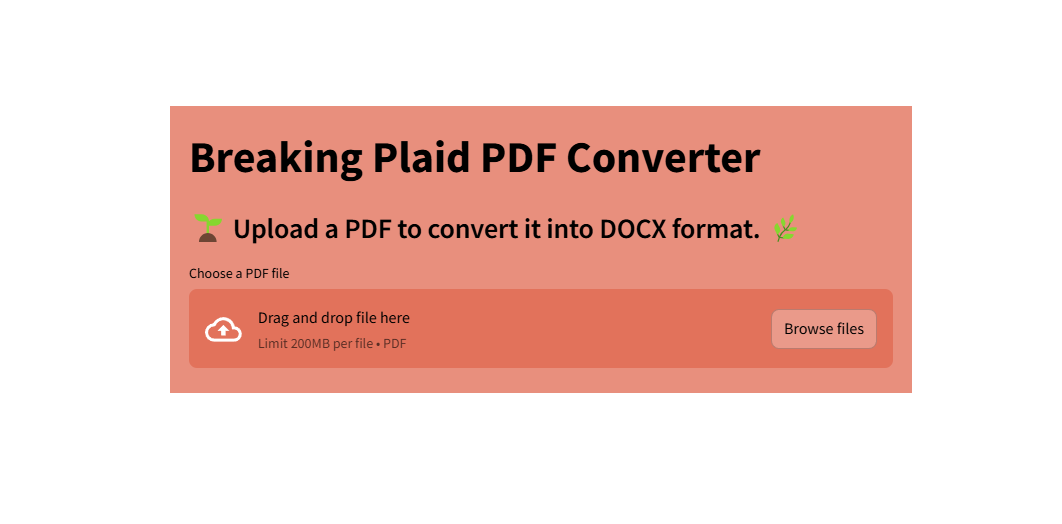 Breaking Plaid PDF Converter
🌱 Upload a PDF to convert it into DOCX format. 🌿
Choose a PDF file
Drag and drop file here
Limit 200MB per file • PDF
Browse files